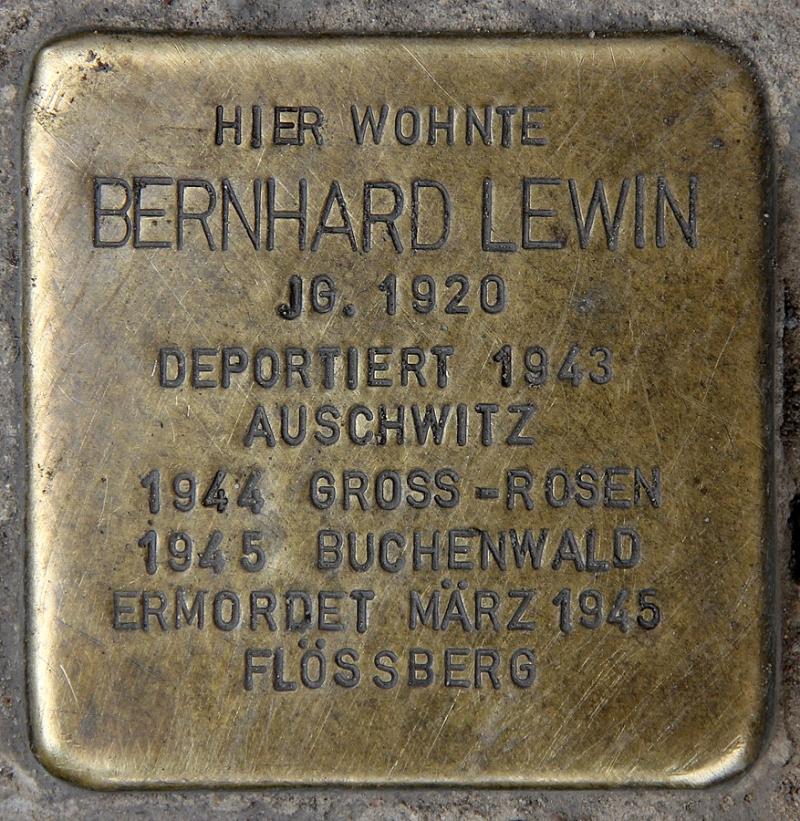 HIER WOHNTE
BERNHARD LEWIN
JG. 1920
DEPORTIERT 1943
AUSCHWITZ
1944 GROSS-ROSEN
1945 BUCHENWALD
ERMORDET MÄRZ 1945
FLÖSSBERG